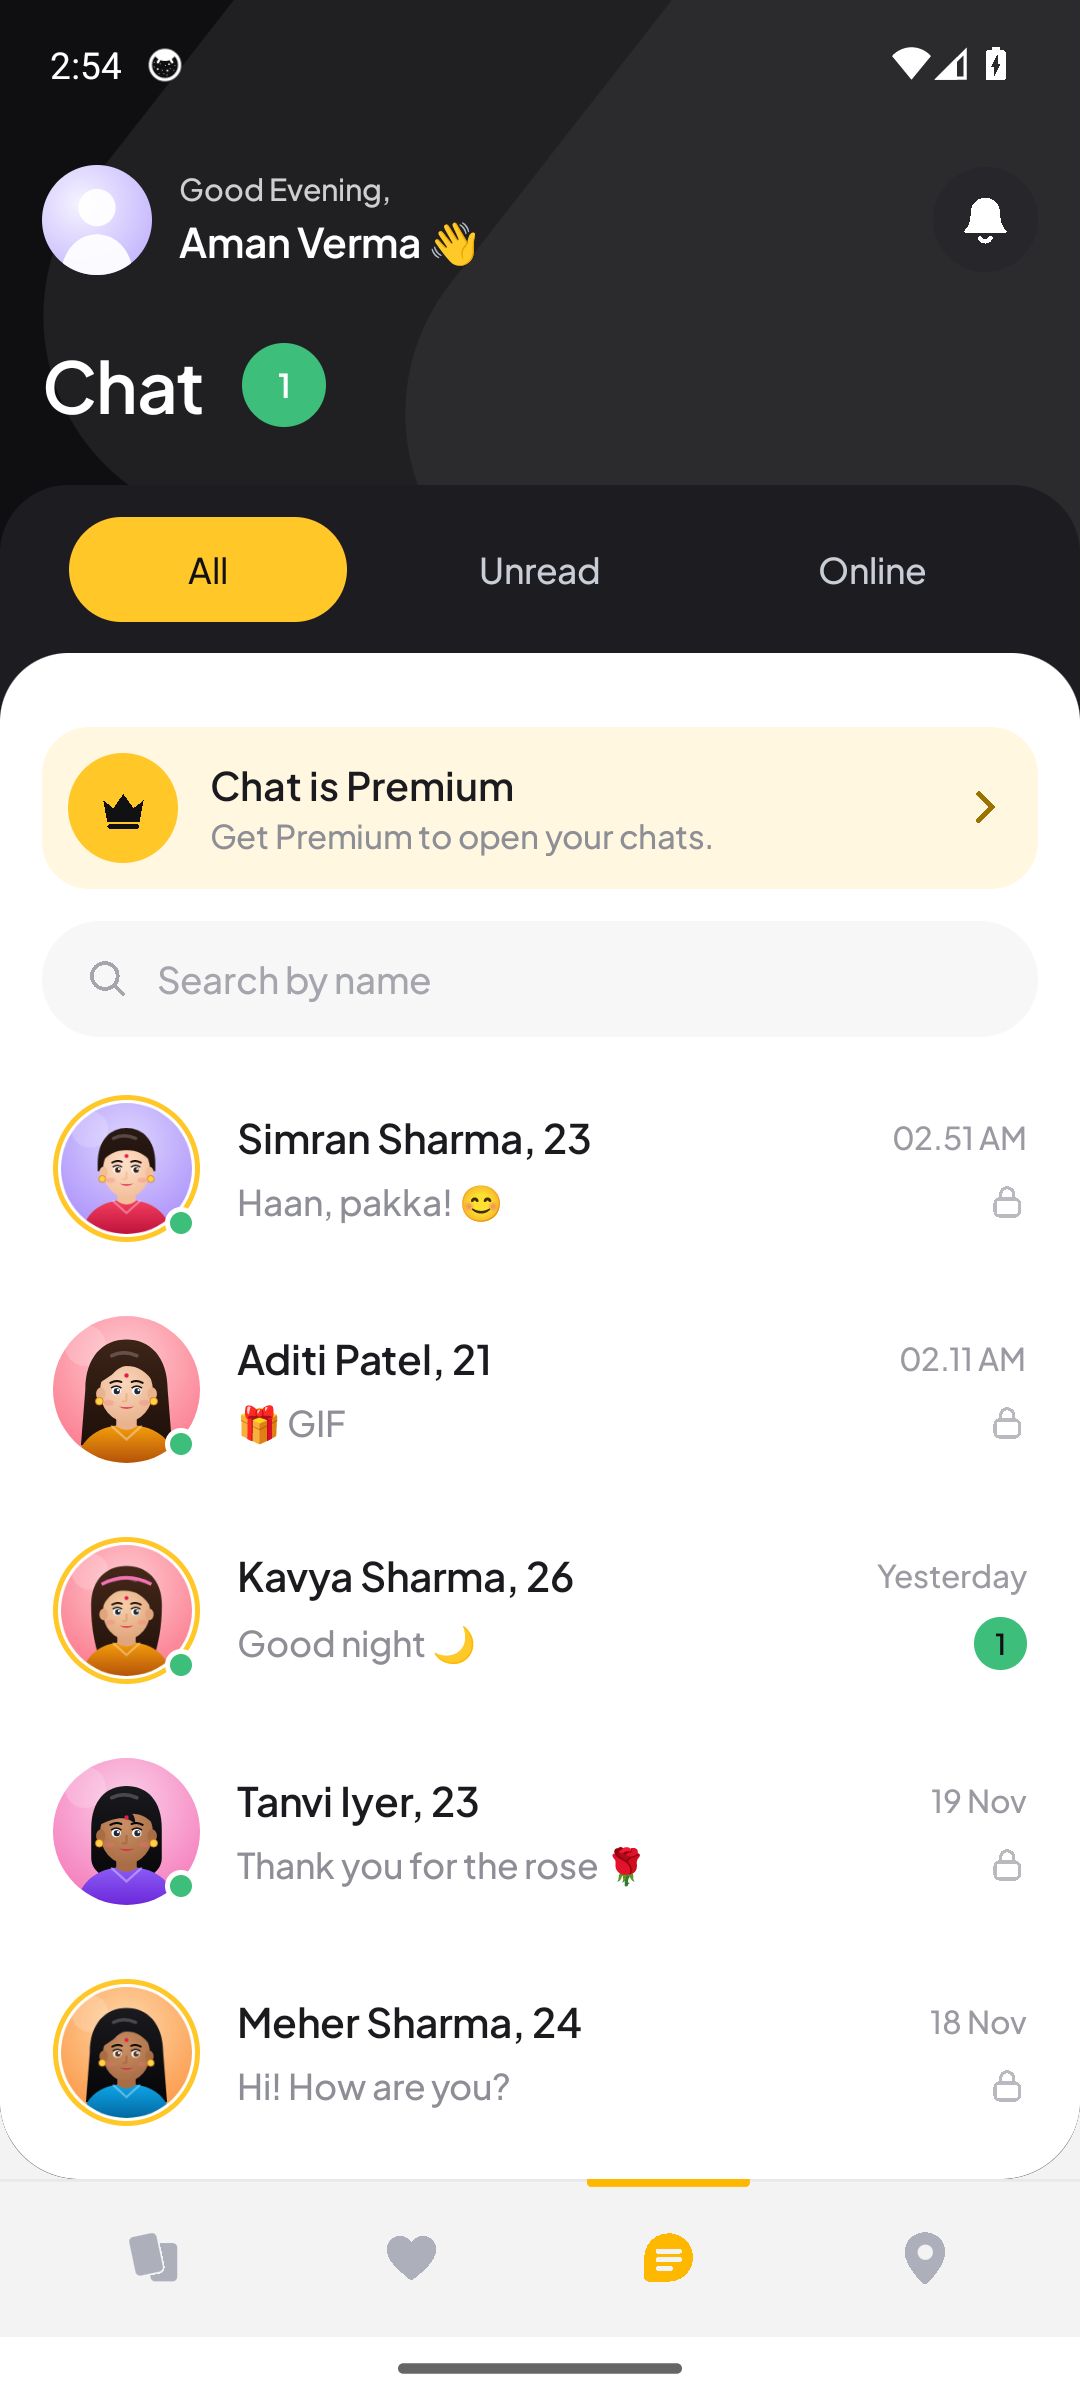 2:54
Good Evening,
Aman Verma 👋
Chat 1
All Unread Online
Chat is Premium
Get Premium to open your chats.
Search by name
Simran Sharma, 23 02.51 AM
Haan, pakka! 😊
Aditi Patel, 21 02.11 AM
🎁 GIF
Kavya Sharma, 26 Yesterday
Good night 🌙 1
Tanvi Iyer, 23 19 Nov
Thank you for the rose 🌹
Meher Sharma, 24 18 Nov
Hi! How are you?